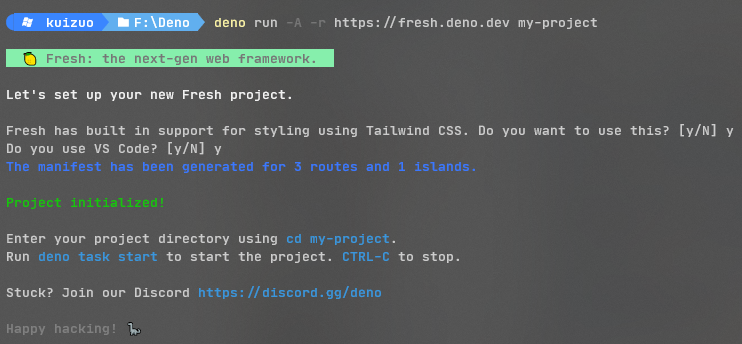 kuizuo F:\Deno deno run -A -r https://fresh.deno.dev my-project
🍋 Fresh: the next-gen web framework.
Let's set up your new Fresh project.
Fresh has built in support for styling using Tailwind CSS. Do you want to use this? [y/N] y
Do you use VS Code? [y/N] y
The manifest has been generated for 3 routes and 1 islands.
Project initialized!
Enter your project directory using cd my-project.
Run deno task start to start the project. CTRL-C to stop.
Stuck? Join our Discord https://discord.gg/deno
Happy hacking! 🦕